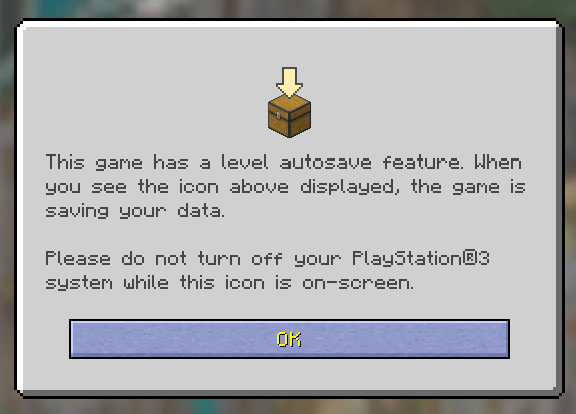 This game has a level autosave feature. When
you see the icon above displayed, the game is
saving your data.
Please do not turn off your PlayStation®3
system while this icon is on-screen.
OK